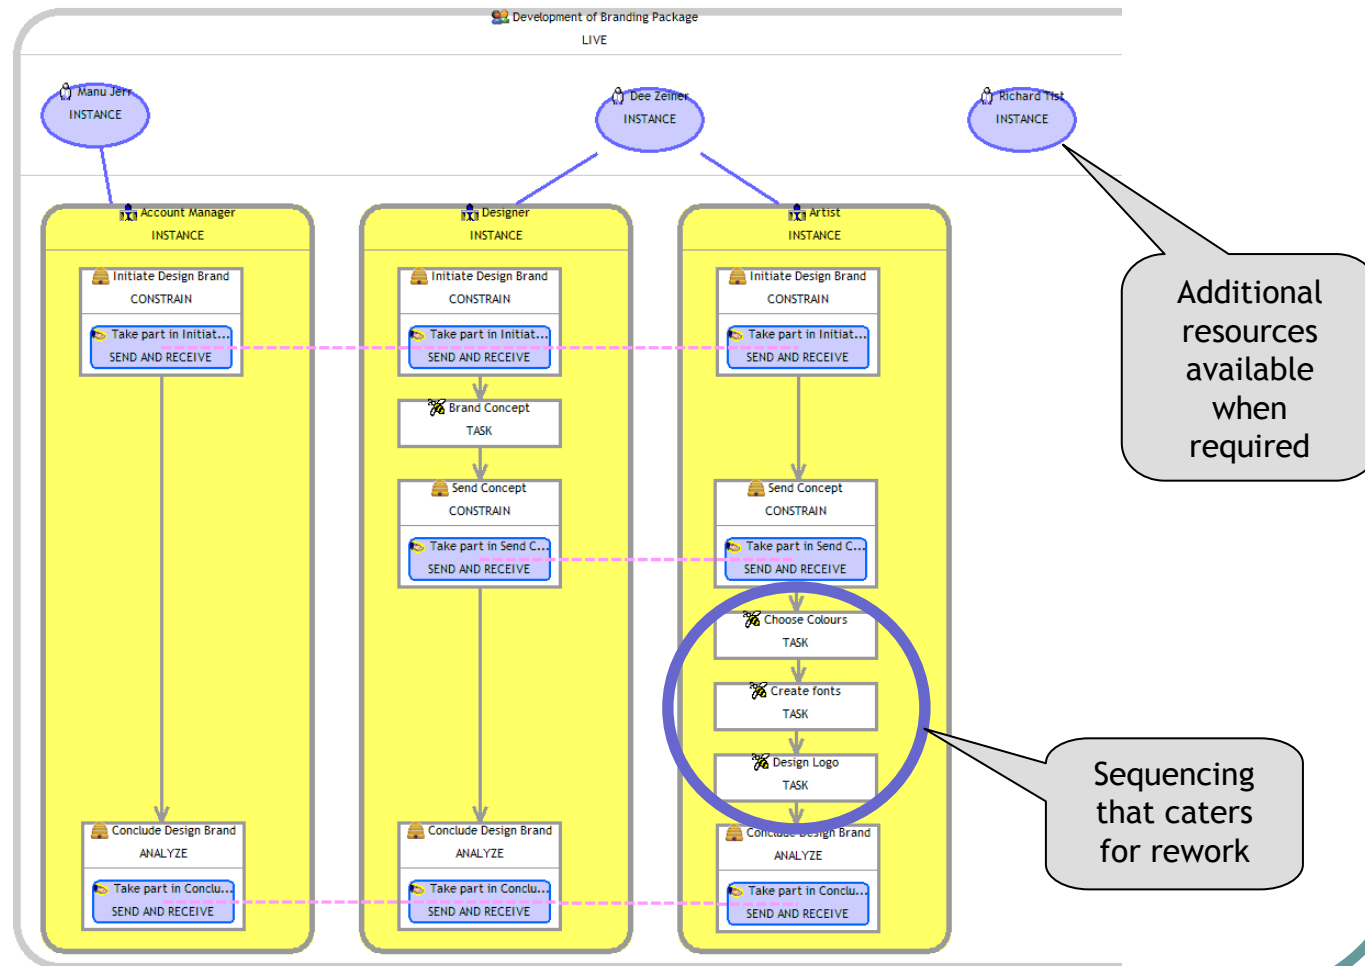 Development of Branding Package
LIVE
Manu Jerr
INSTANCE
Dee Zeiner
INSTANCE
Richard Tist
INSTANCE
Additional
resources
available
when
required
Account Manager
INSTANCE
Initiate Design Brand
CONSTRAIN
Take part in Initiat...
SEND AND RECEIVE
Conclude Design Brand
ANALYZE
Take part in Conclu...
SEND AND RECEIVE
Designer
INSTANCE
Initiate Design Brand
CONSTRAIN
Take part in Initiat...
SEND AND RECEIVE
Brand Concept
TASK
Send Concept
CONSTRAIN
Take part in Send C...
SEND AND RECEIVE
Conclude Design Brand
ANALYZE
Take part in Conclu...
SEND AND RECEIVE
Artist
INSTANCE
Initiate Design Brand
CONSTRAIN
Take part in Initiat...
SEND AND RECEIVE
Send Concept
CONSTRAIN
Take part in Send C...
SEND AND RECEIVE
Choose Colours
TASK
Create fonts
TASK
Design Logo
TASK
Conclude Design Brand
ANALYZE
Take part in Conclu...
SEND AND RECEIVE
Sequencing
that caters
for rework